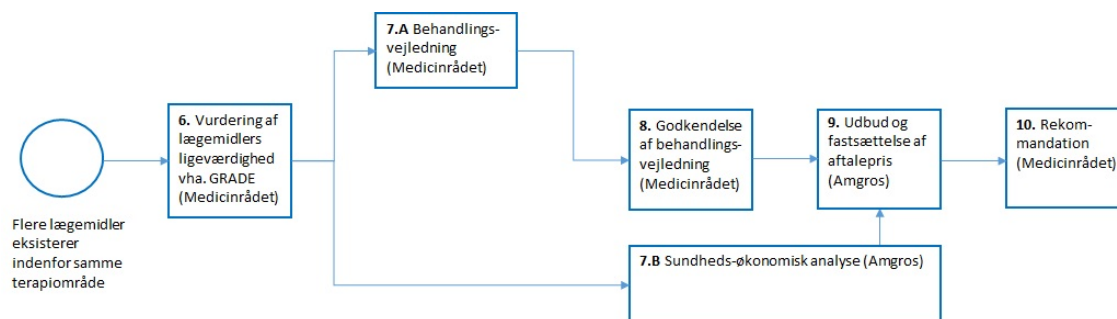 Flere lægemidler
eksisterer
indenfor samme
terapiområde
6. Vurdering af
lægemidlers
ligeværdighed
vha. GRADE
(Medicinrådet)
7.A Behandlings-
vejledning
(Medicinrådet)
7.B Sundheds-økonomisk analyse (Amgros)
8. Godkendelse
af behandlings-
vejledning
(Medicinrådet)
9. Udbud og
fastsættelse af
aftalepris
(Amgros)
10. Rekom-
mandation
(Medicinrådet)